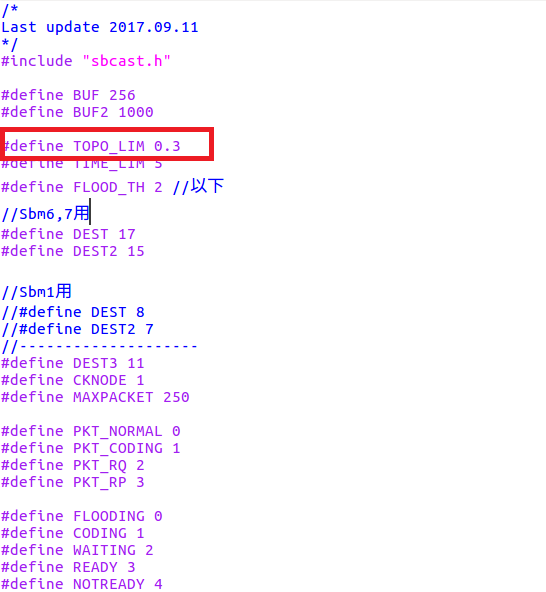 /*
Last update 2017.09.11
*/
#include "sbcast.h"
#define BUF 256
#define BUF2 1000
#define TOPO_LIM 0.3
#define TIME_LIM 5
#define FLOOD_TH 2 //以下
//Sbm6,7用
#define DEST 17
#define DEST2 15
//Sbm1用
//#define DEST 8
//#define DEST2 7
//--------------------
#define DEST3 11
#define CKNODE 1
#define MAXPACKET 250
#define PKT_NORMAL 0
#define PKT_CODING 1
#define PKT_RQ 2
#define PKT_RP 3
#define FLOODING 0
#define CODING 1
#define WAITING 2
#define READY 3
#define NOTREADY 4